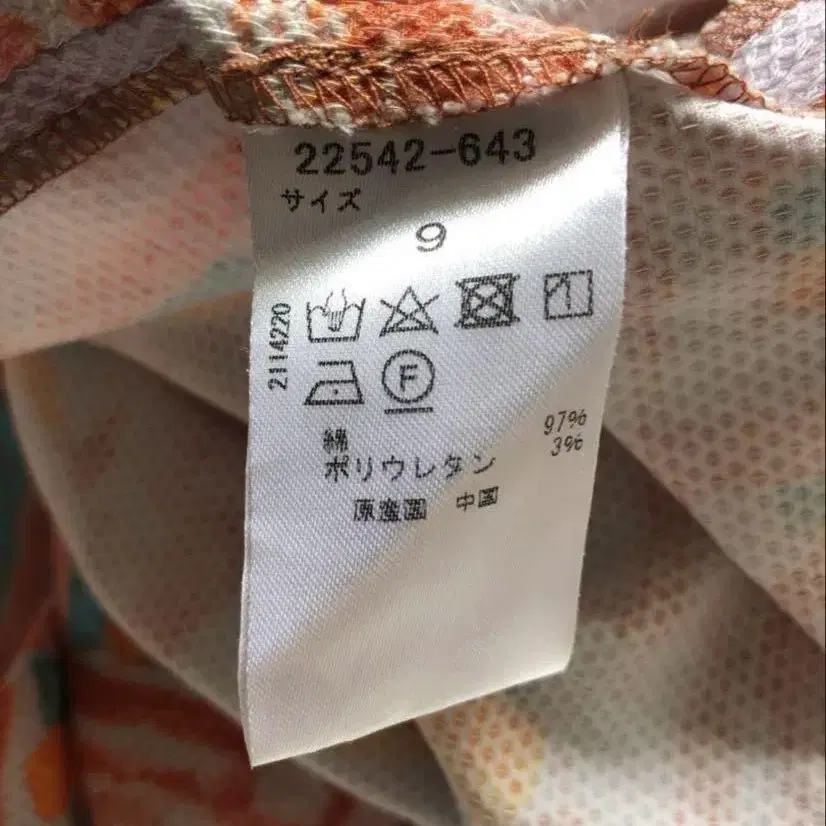 22542-643
サイズ
9
2114220
F
綿 97%
ポリウレタン 3%
原産国 中国